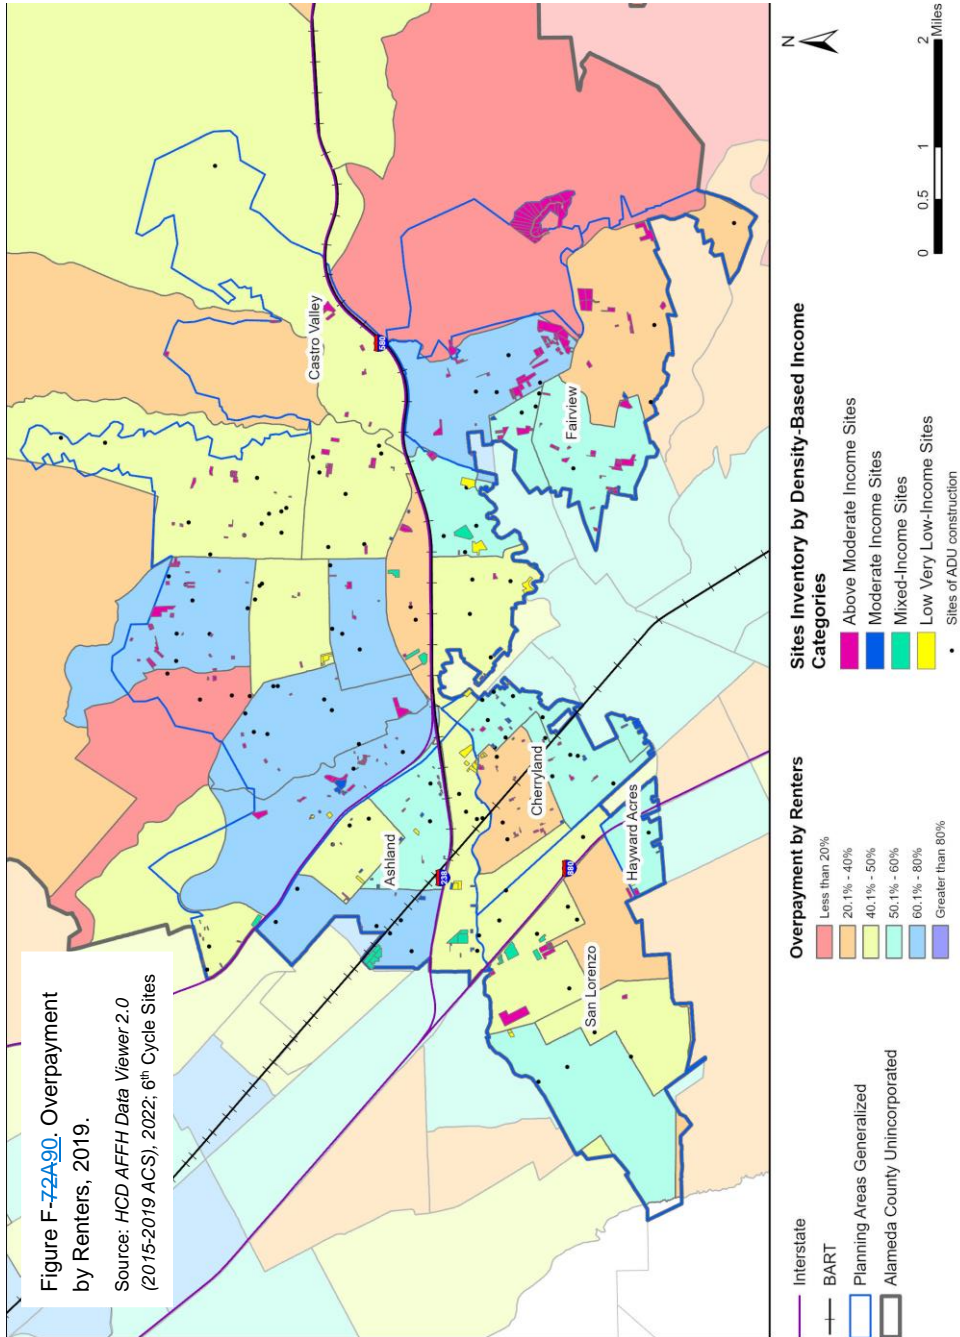 Figure F-72A90. Overpayment
by Renters, 2019.
Source: HCD AFFH Data Viewer 2.0
(2015-2019 ACS), 2022; 6th Cycle Sites
Castro Valley
580
Fairview
Ashland
238
Cherryland
880
Hayward Acres
San Lorenzo
Interstate
BART
Planning Areas Generalized
Alameda County Unincorporated
Overpayment by Renters
Less than 20%
20.1% - 40%
40.1% - 50%
50.1% - 60%
60.1% - 80%
Greater than 80%
Sites Inventory by Density-Based Income
Categories
Above Moderate Income Sites
Moderate Income Sites
Mixed-Income Sites
Low Very Low-Income Sites
Sites of ADU construction
N
0 0.5 1 2
Miles